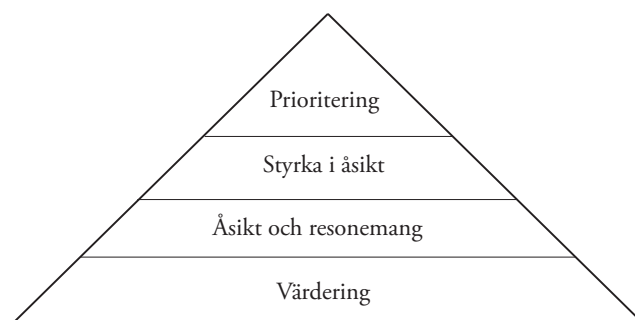 Prioritering
Styrka i åsikt
Åsikt och resonemang
Värdering